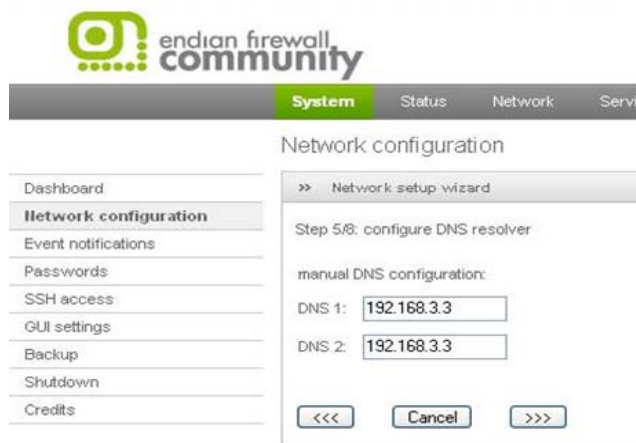 endian firewall
community
System Status Network
Network configuration
Dashboard
Network configuration
Event notifications
Passwords
SSH access
GUI settings
Backup
Shutdown
Credits
>> Network setup wizard
Step 5/8: configure DNS resolver
manual DNS configuration:
DNS 1: 192.168.3.3
DNS 2: 192.168.3.3
<<< Cancel >>>